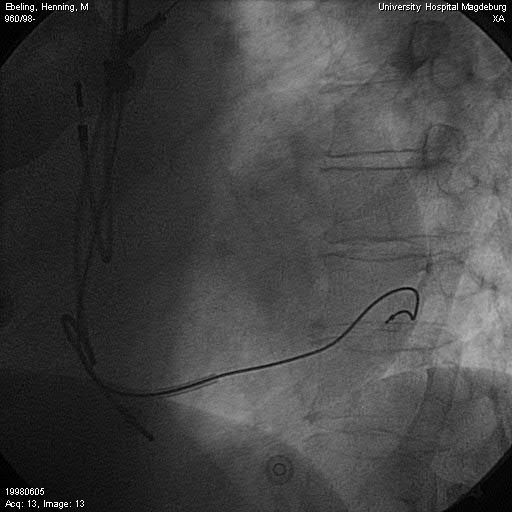 Ebeling, Henning, M
University Hospital Magdeburg
960/98-
XA
19980605
Acq: 13, Image: 13